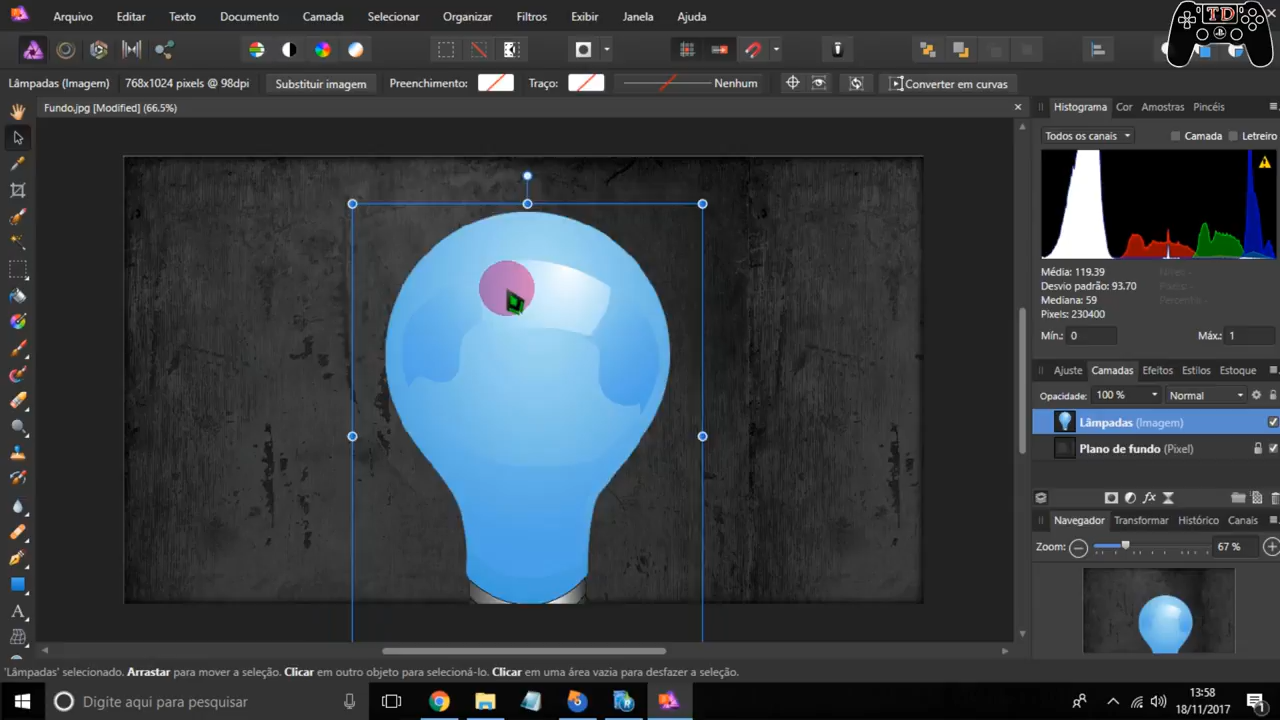 Arquivo Editar Texto Documento Camada Selecionar Organizar Filtros Exibir Janela Ajuda
TD
Lâmpadas (Imagem) 768x1024 pixels @ 98dpi Substituir imagem Preenchimento: Traço: Nenhum Converter em curvas
Fundo.jpg [Modified] (66.5%)
Histograma Cor Amostras Pincéis
Todos os canais Camada Letreiro
Média: 119.39
Desvio padrão: 93.70
Mediana: 59
Pixeis: 230400
Mín.: 0 Máx.: 1
Ajuste Camadas Efeitos Estilos Estoque
Opacidade: 100 % Normal
Lâmpadas (Imagem)
Plano de fundo (Pixel)
Navegador Transformar Histórico Canais
Zoom: 67 %
'Lâmpadas' selecionado. Arrastar para mover a seleção. Clicar em outro objeto para selecioná-lo. Clicar em uma área vazia para desfazer a seleção.
Digite aqui para pesquisar
13:58
18/11/2017
1